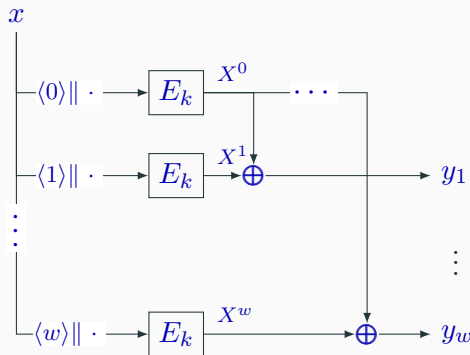 x
⟨0⟩∥ · E_k X^0 ⋯
⟨1⟩∥ · E_k X^1 ⊕ y_1
⋮ ⋮
⟨w⟩∥ · E_k X^w ⊕ y_w